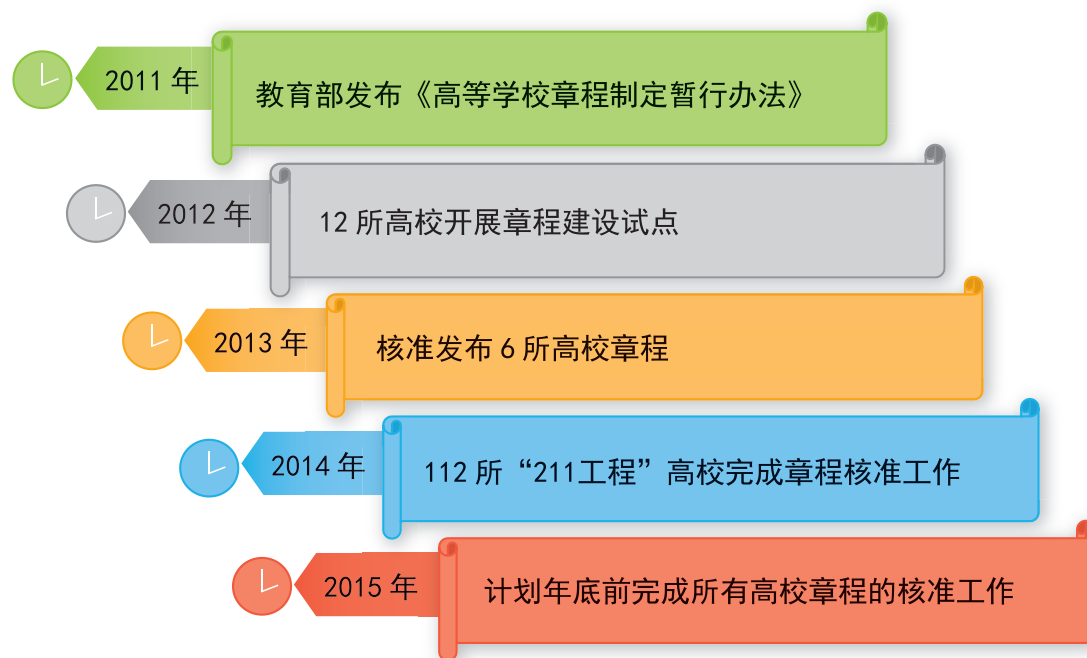 2011 年
教育部发布《高等学校章程制定暂行办法》
2012 年
12 所高校开展章程建设试点
2013 年
核准发布 6 所高校章程
2014 年
112 所“211工程”高校完成章程核准工作
2015 年
计划年底前完成所有高校章程的核准工作